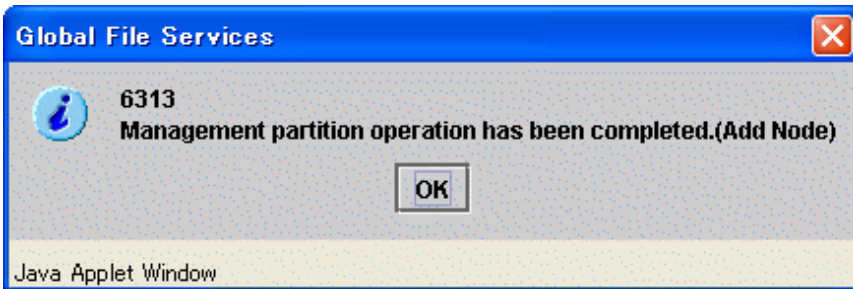 Global File Services
6313
Management partition operation has been completed.(Add Node)
OK
Java Applet Window